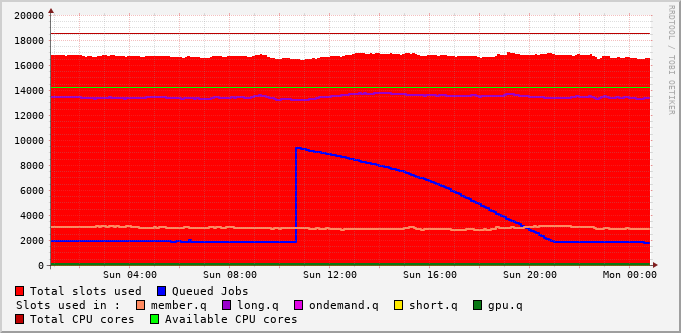 RRDTOOL / TOBI OETIKER
20000
18000
16000
14000
12000
10000
8000
6000
4000
2000
0
Sun 04:00 Sun 08:00 Sun 12:00 Sun 16:00 Sun 20:00 Mon 00:00
Total slots used Queued Jobs
Slots used in : member.q long.q ondemand.q short.q gpu.q
Total CPU cores Available CPU cores